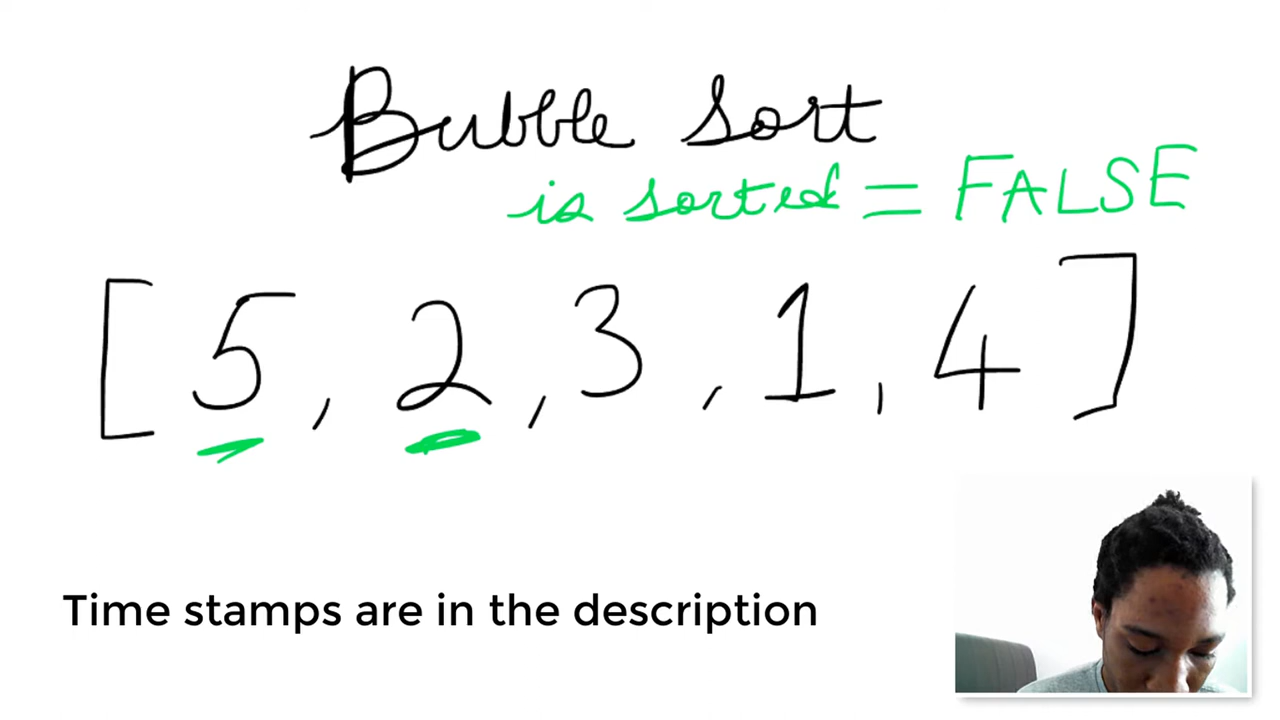 Bubble Sort
is sorted = FALSE
[ 5 , 2 , 3 , 1 , 4 ]
Time stamps are in the description